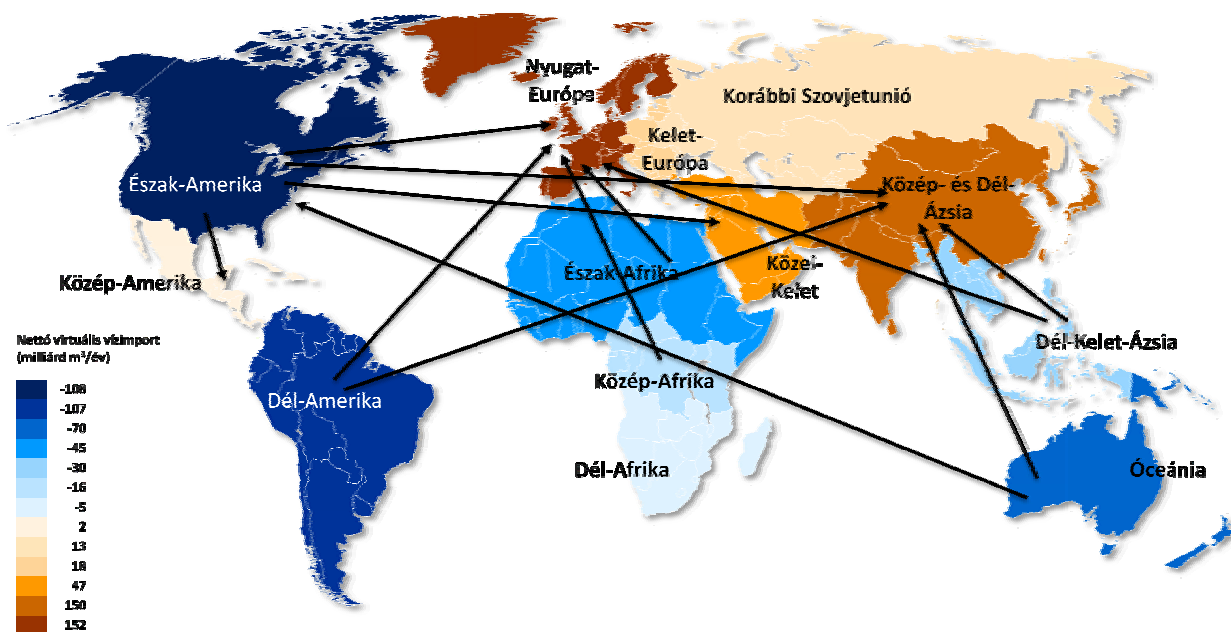 Nyugat-
Európa
Korábbi Szovjetunió
Kelet-
Európa
Észak-Amerika
Közép- és Dél-
Ázsia
Közép-Amerika
Észak-Afrika
Közel-
Kelet
Dél-Kelet-Ázsia
Közép-Afrika
Dél-Amerika
Dél-Afrika
Óceánia
Nettó virtuális vízimport
(milliárd m³/év)
-108
-107
-70
-45
-30
-16
-5
2
13
18
47
150
152